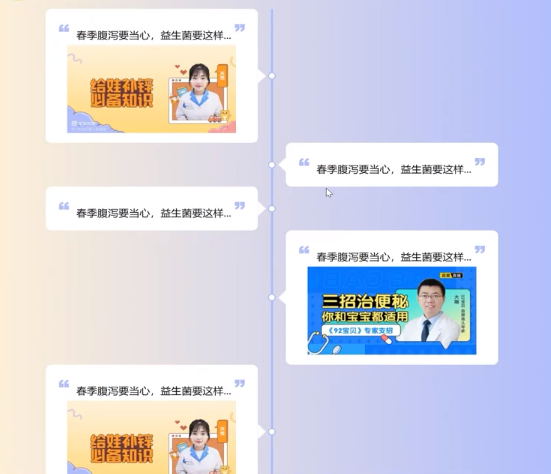 春季腹泻要当心，益生菌要这样...
给娃补锌
必备知识
春季腹泻要当心，益生菌要这样...
春季腹泻要当心，益生菌要这样...
春季腹泻要当心，益生菌要这样...
三招治便秘
你和宝宝都适用
《92宝贝》专家支招
春季腹泻要当心，益生菌要这样...
给娃补锌
必备知识